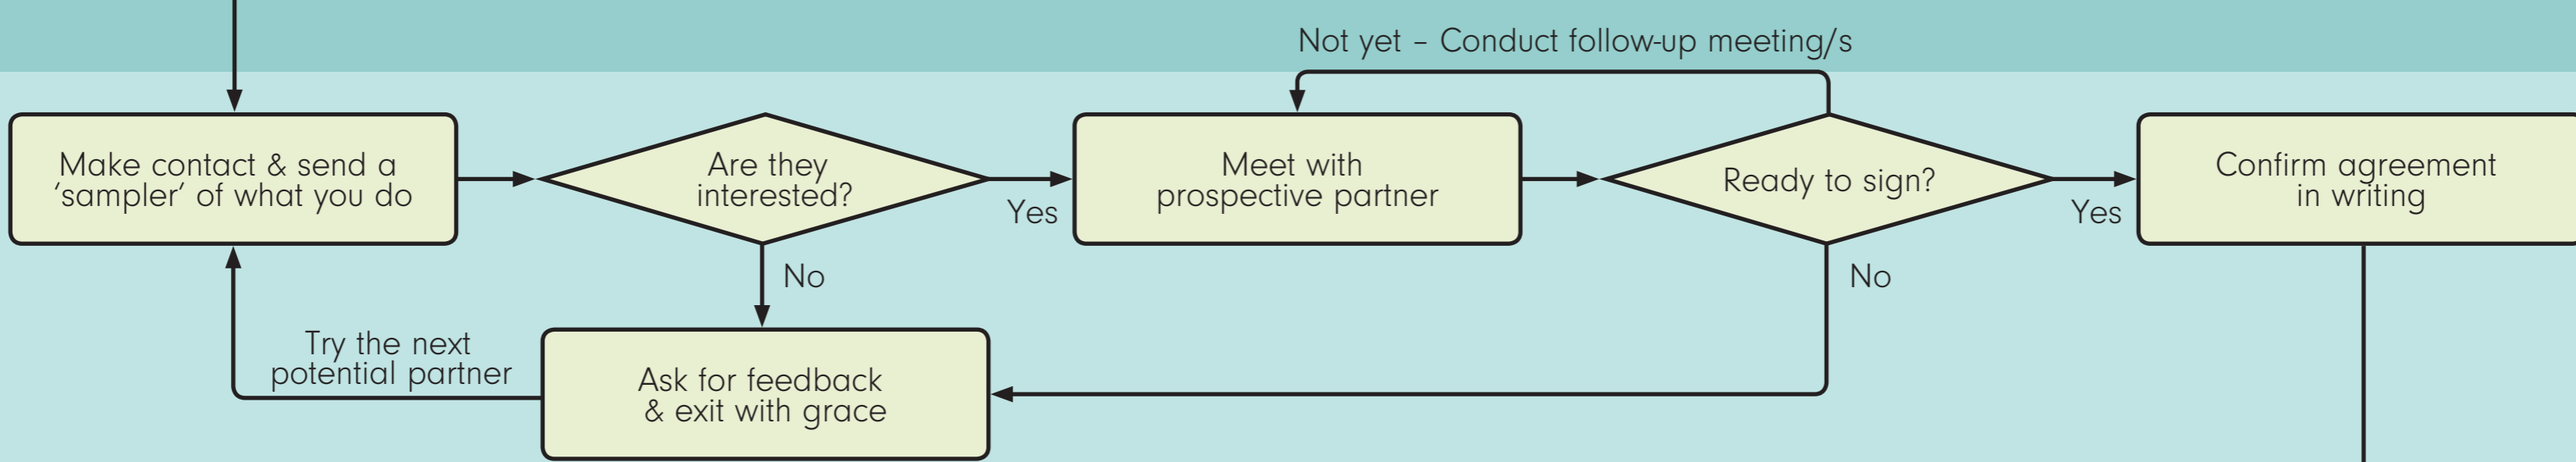 Not yet – Conduct follow-up meeting/s
Make contact & send a
‘sampler’ of what you do
Are they
interested?
Yes
Meet with
prospective partner
Ready to sign?
Yes
Confirm agreement
in writing
No
No
Try the next
potential partner
Ask for feedback
& exit with grace